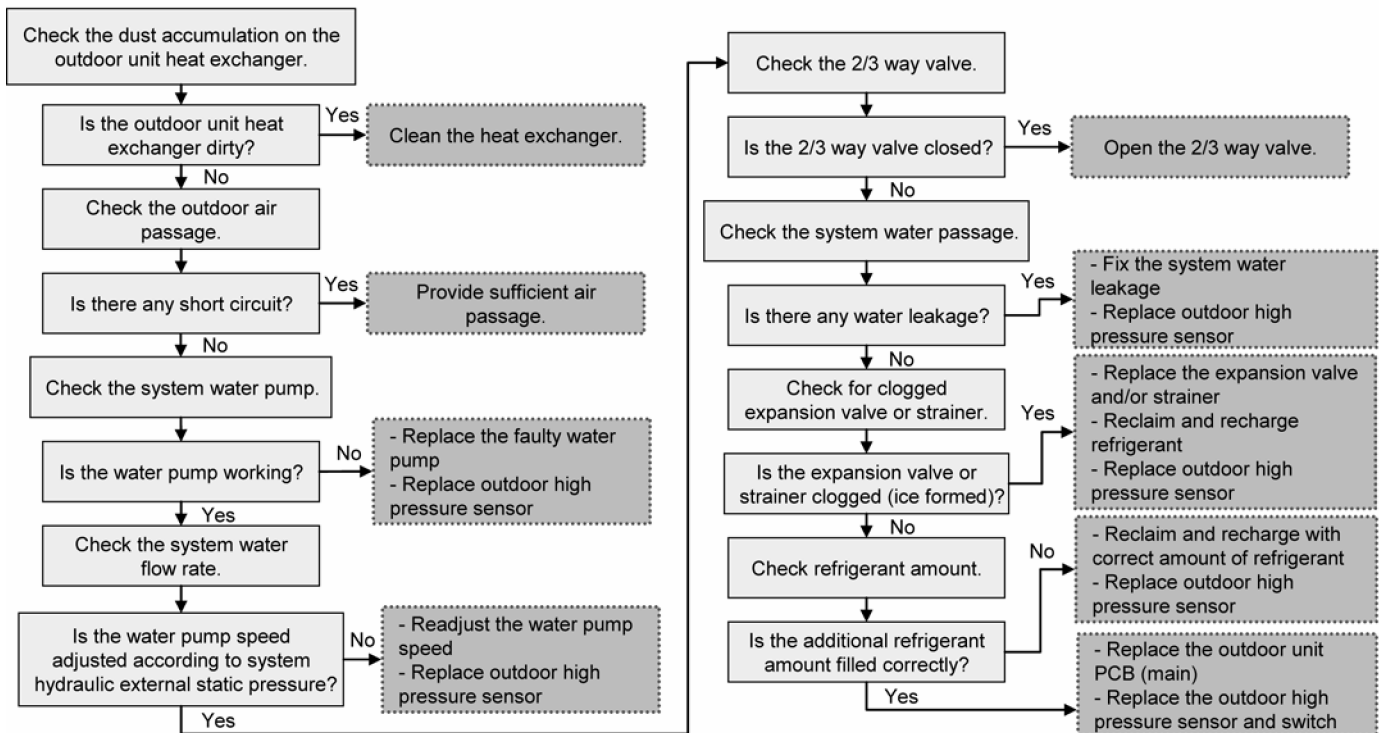 Check the dust accumulation on the
outdoor unit heat exchanger.
Is the outdoor unit heat
exchanger dirty?
Yes
Clean the heat exchanger.
No
Check the outdoor air
passage.
Is there any short circuit?
Yes
Provide sufficient air
passage.
No
Check the system water pump.
Is the water pump working?
No
- Replace the faulty water
pump
- Replace outdoor high
pressure sensor
Yes
Check the system water
flow rate.
Is the water pump speed
adjusted according to system
hydraulic external static pressure?
No
- Readjust the water pump
speed
- Replace outdoor high
pressure sensor
Yes
Check the 2/3 way valve.
Is the 2/3 way valve closed?
Yes
Open the 2/3 way valve.
No
Check the system water passage.
Is there any water leakage?
Yes
- Fix the system water
leakage
- Replace outdoor high
pressure sensor
No
Check for clogged
expansion valve or strainer.
Is the expansion valve or
strainer clogged (ice formed)?
Yes
- Replace the expansion valve
and/or strainer
- Reclaim and recharge
refrigerant
- Replace outdoor high
pressure sensor
No
Check refrigerant amount.
Is the additional refrigerant
amount filled correctly?
No
- Reclaim and recharge with
correct amount of refrigerant
- Replace outdoor high
pressure sensor
Yes
- Replace the outdoor unit
PCB (main)
- Replace the outdoor high
pressure sensor and switch